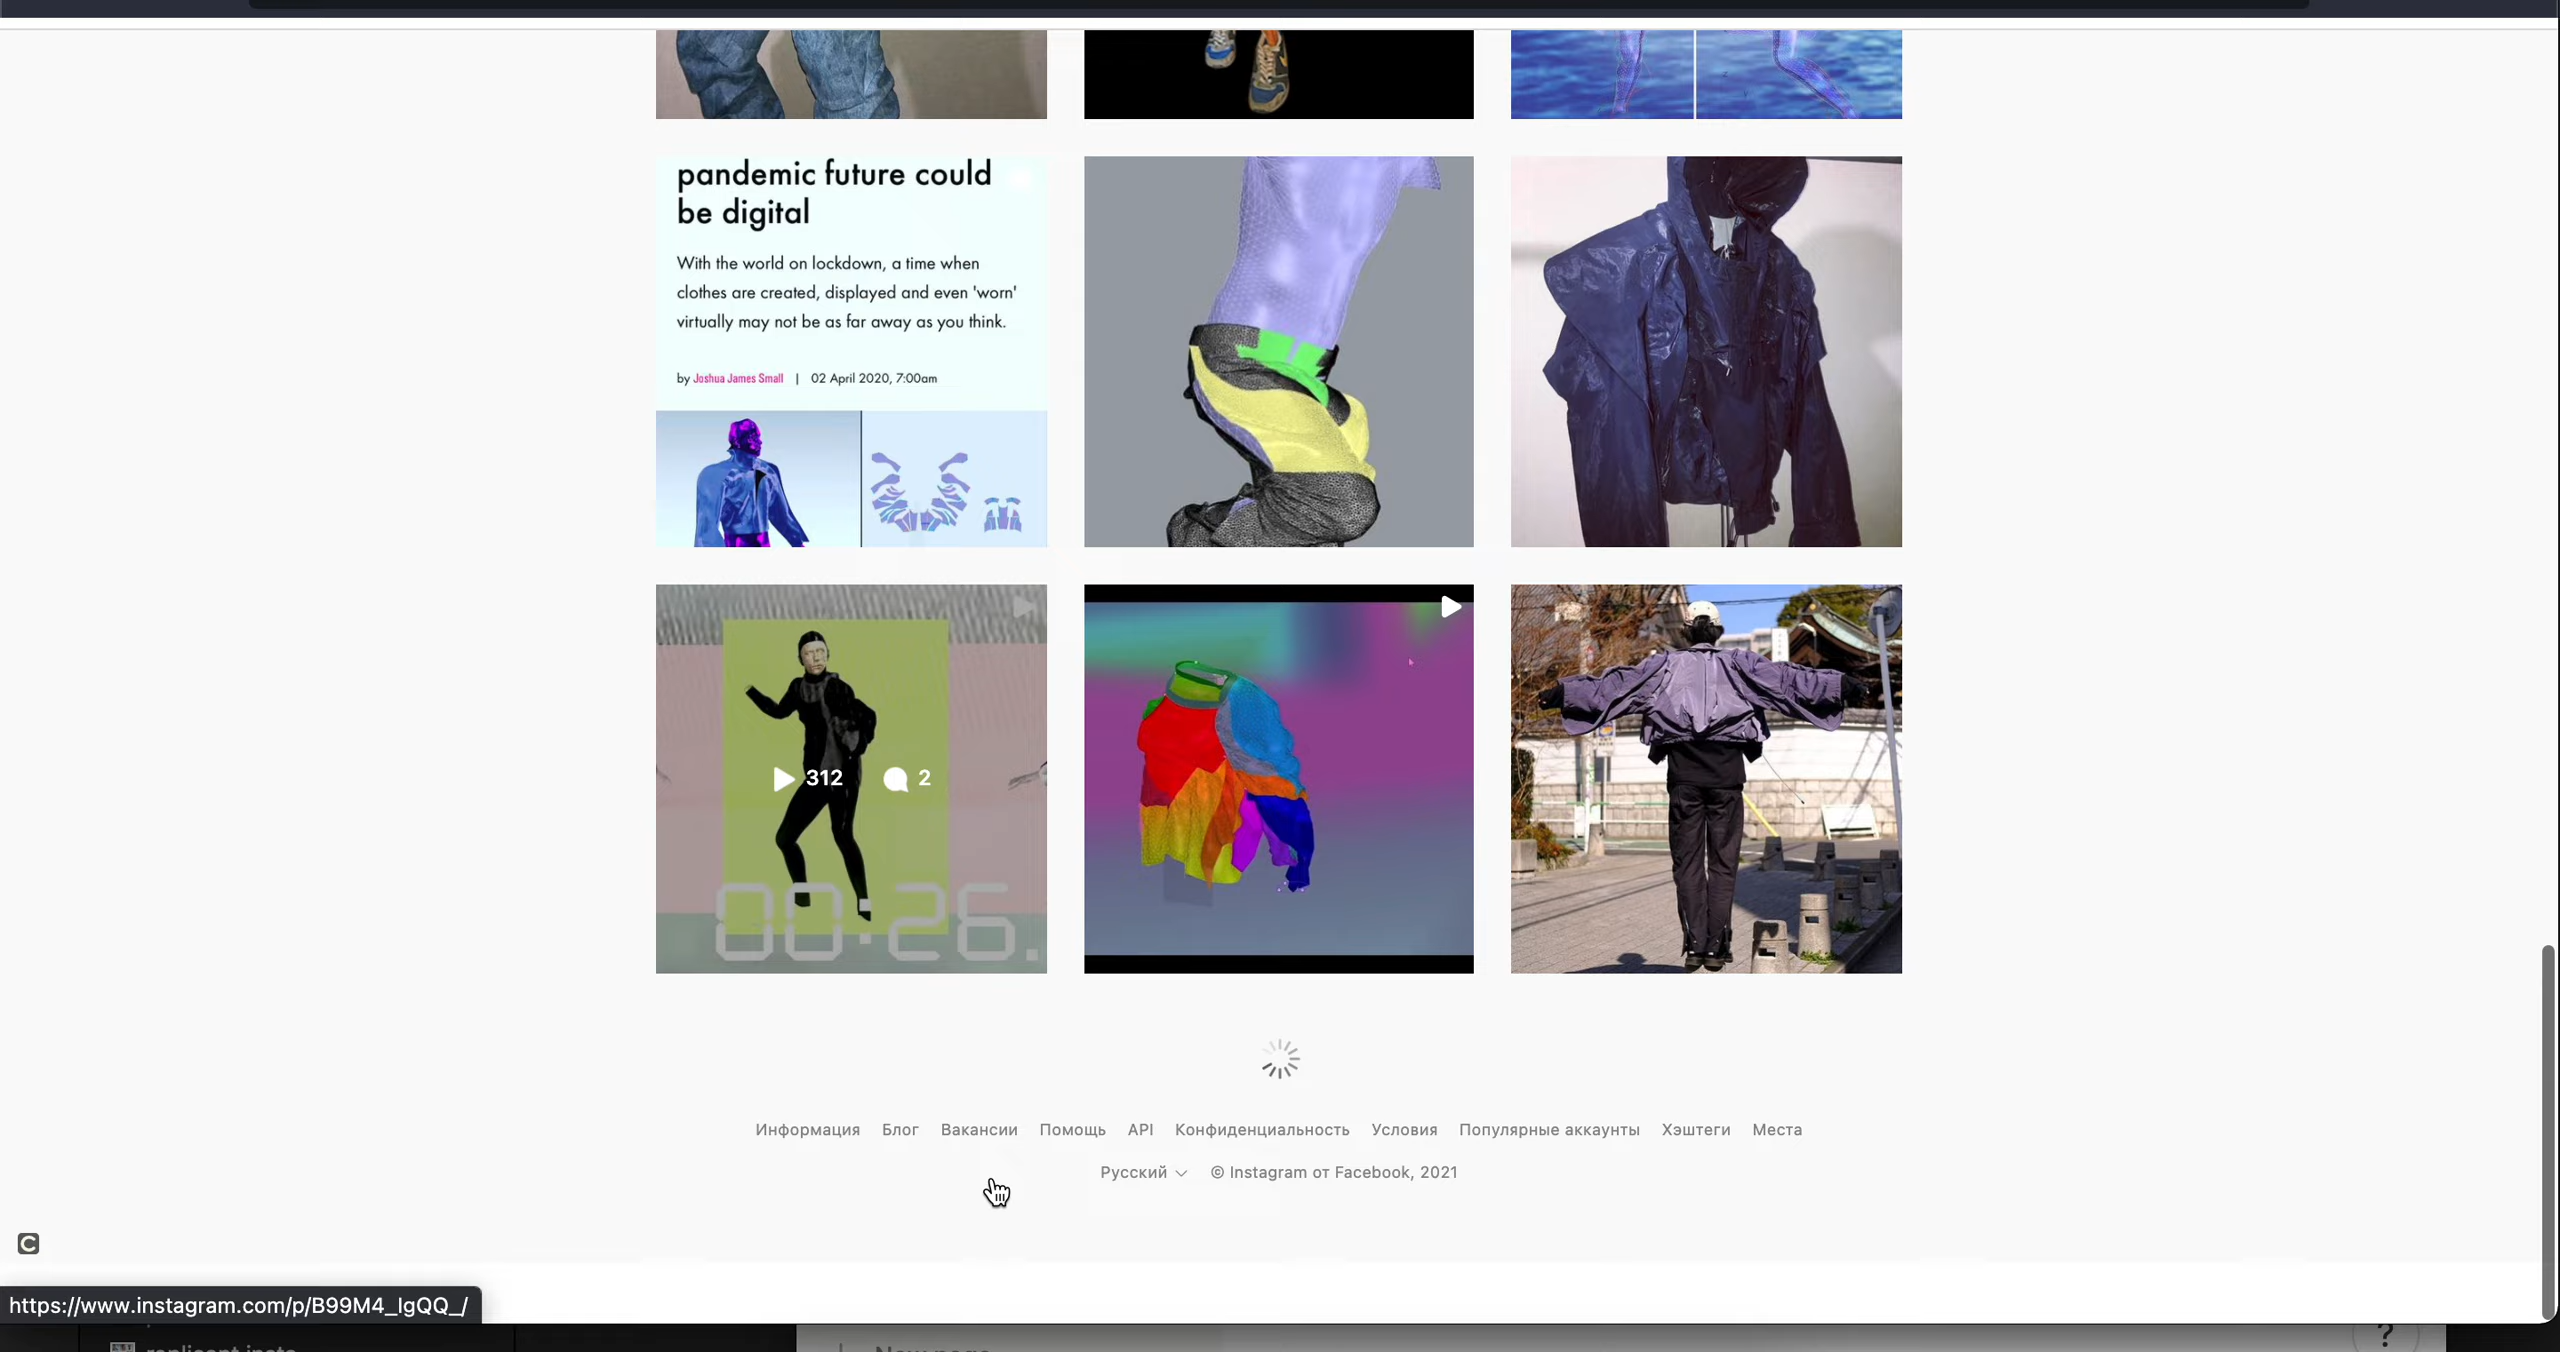 pandemic future could
be digital
With the world on lockdown, a time when
clothes are created, displayed and even 'worn'
virtually may not be as far away as you think.
by Joshua James Small | 02 April 2020, 7:00am
312 2
00:26.
Информация Блог Вакансии Помощь API Конфиденциальность Условия Популярные аккаунты Хэштеги Места
Русский © Instagram от Facebook, 2021
C
https://www.instagram.com/p/B99M4_IgQQ_/
?